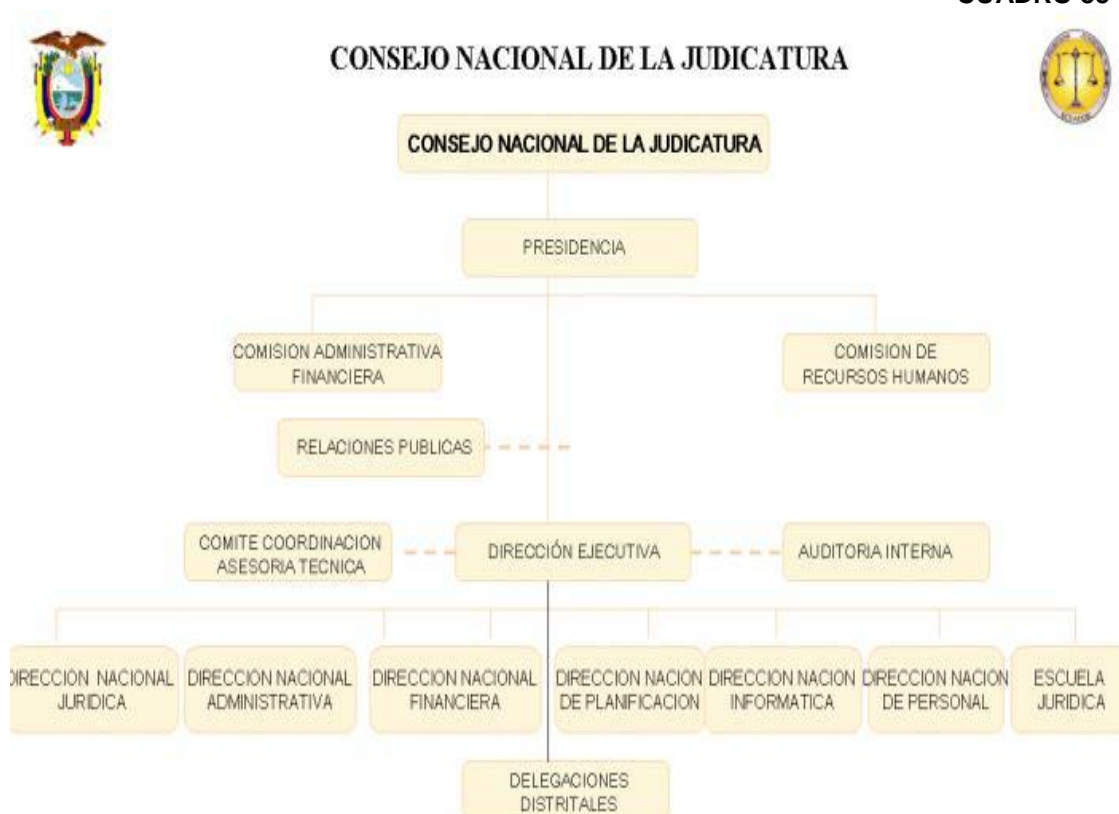 CONSEJO NACIONAL DE LA JUDICATURA
ECUADOR
CONSEJO NACIONAL DE LA JUDICATURA
PRESIDENCIA
COMISION ADMINISTRATIVA
FINANCIERA
COMISION DE
RECURSOS HUMANOS
RELACIONES PUBLICAS
COMITE COORDINACION
ASESORIA TECNICA
DIRECCIÓN EJECUTIVA
AUDITORIA INTERNA
DIRECCION NACIONAL
JURIDICA
DIRECCION NACIONAL
ADMINISTRATIVA
DIRECCION NACIONAL
FINANCIERA
DIRECCION NACION
DE PLANIFICACION
DIRECCION NACION
INFORMATICA
DIRECCION NACION
DE PERSONAL
ESCUELA
JURIDICA
DELEGACIONES
DISTRITALES